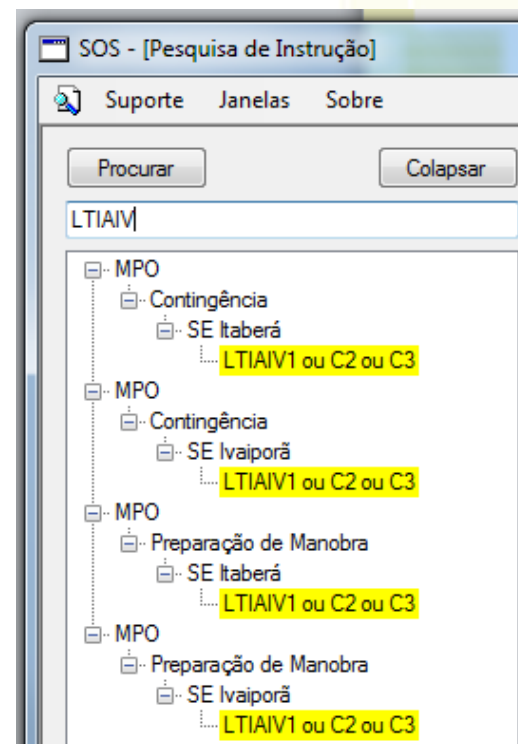 SOS - [Pesquisa de Instrução]
Suporte Janelas Sobre
Procurar Colapsar
LTIAIV
MPO
Contingência
SE Itaberá
LTIAIV1 ou C2 ou C3
MPO
Contingência
SE Ivaiporã
LTIAIV1 ou C2 ou C3
MPO
Preparação de Manobra
SE Itaberá
LTIAIV1 ou C2 ou C3
MPO
Preparação de Manobra
SE Ivaiporã
LTIAIV1 ou C2 ou C3